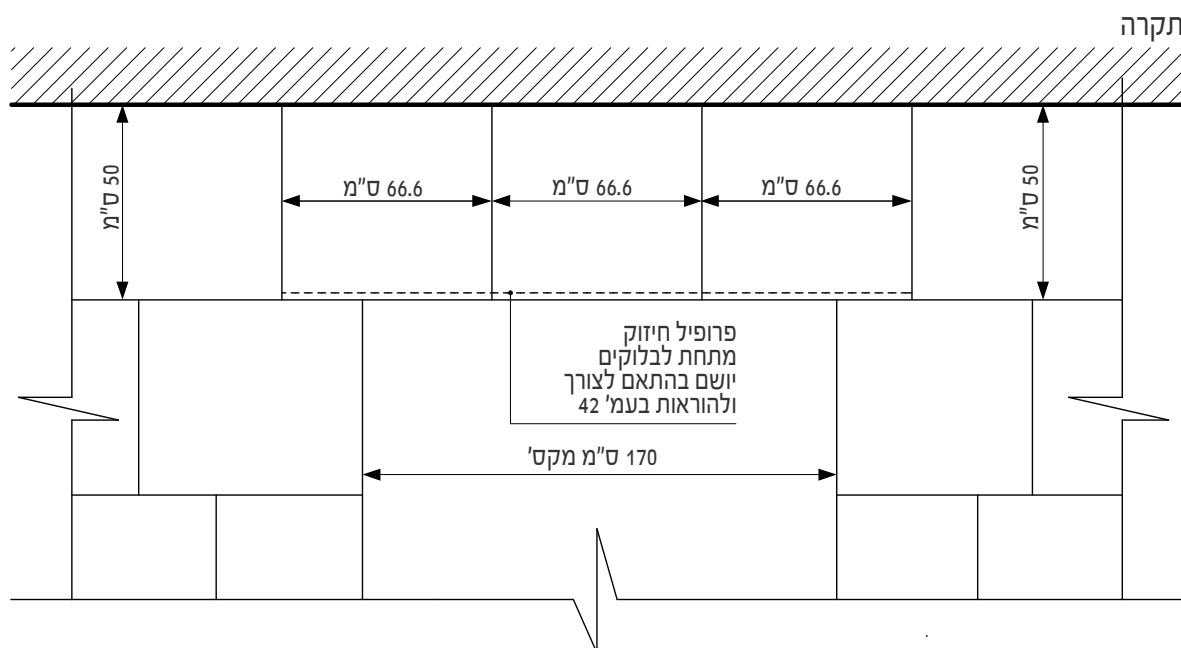 תקרה
50 ס"מ
66.6 ס"מ
66.6 ס"מ
66.6 ס"מ
50 ס"מ
פרופיל חיזוק
מתחת לבלוקים
יושם בהתאם לצורך
ולהוראות בעמ' 42
170 ס"מ מקס'